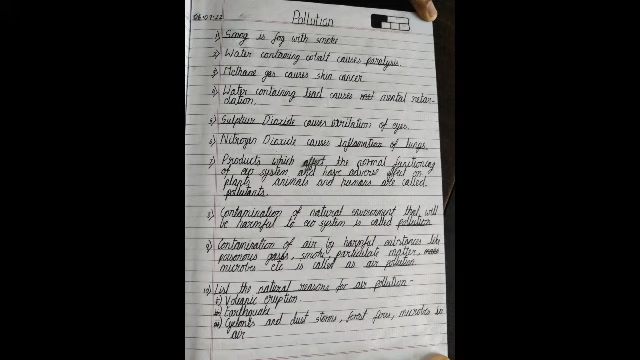 06-07-22 Pollution
1) Smog is fog with smoke
2) Water containing cobalt causes paralysis.
3) Methane gas causes skin cancer
4) Water containing lead causes mental retar-
dation.
5) Sulphur Dioxide causes irritation of eyes.
6) Nitrogen Dioxide causes inflamation of lungs.
7) Products which affect the normal functioning
of eco system and have adverse effect on
plants animals and humans are called
pollutants.
8) Contamination of natural environment that will
be harmful to eco system is called pollution
9) Contamination of air by harmful substances like
poisonous gases, smoke particulate matter,
microbes etc is called as air pollution.
10) List the natural reasons for air pollution-
i) Volcanic eruption.
ii) Earthquake
iii) Cyclones and dust storms, forest fires, microbes in
air